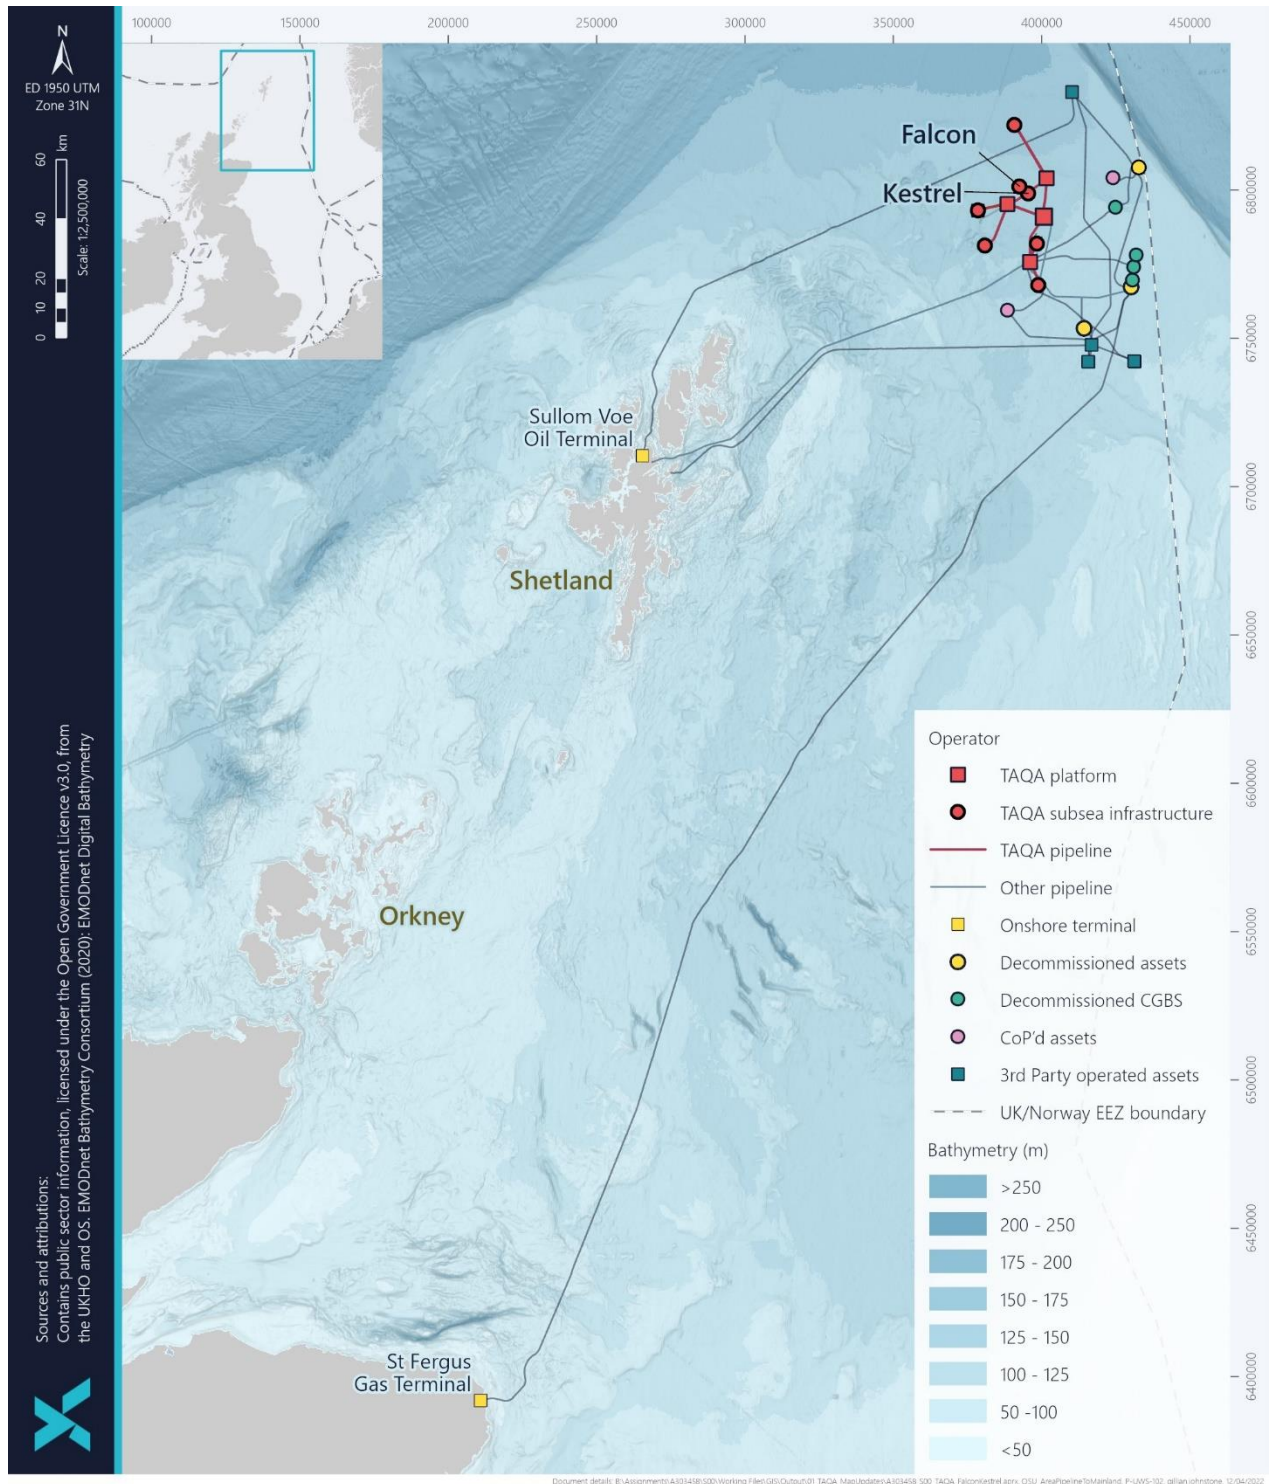 100000 150000 200000 250000 300000 350000 400000 450000
N
ED 1950 UTM
Zone 31N
0 10 20 40 60 km
Scale: 1:2,500,000
Falcon
Kestrel
Sullom Voe
Oil Terminal
Shetland
Orkney
St Fergus
Gas Terminal
6800000
6750000
6700000
6650000
6600000
6550000
6500000
6450000
6400000
Operator
TAQA platform
TAQA subsea infrastructure
TAQA pipeline
Other pipeline
Onshore terminal
Decommissioned assets
Decommissioned CGBS
CoP'd assets
3rd Party operated assets
UK/Norway EEZ boundary
Bathymetry (m)
>250
200 - 250
175 - 200
150 - 175
125 - 150
100 - 125
50 -100
<50
Sources and attributions:
Contains public sector information, licensed under the Open Government Licence v3.0, from
the UKHO and OS. EMODnet Bathymetry Consortium (2020): EMODnet Digital Bathymetry